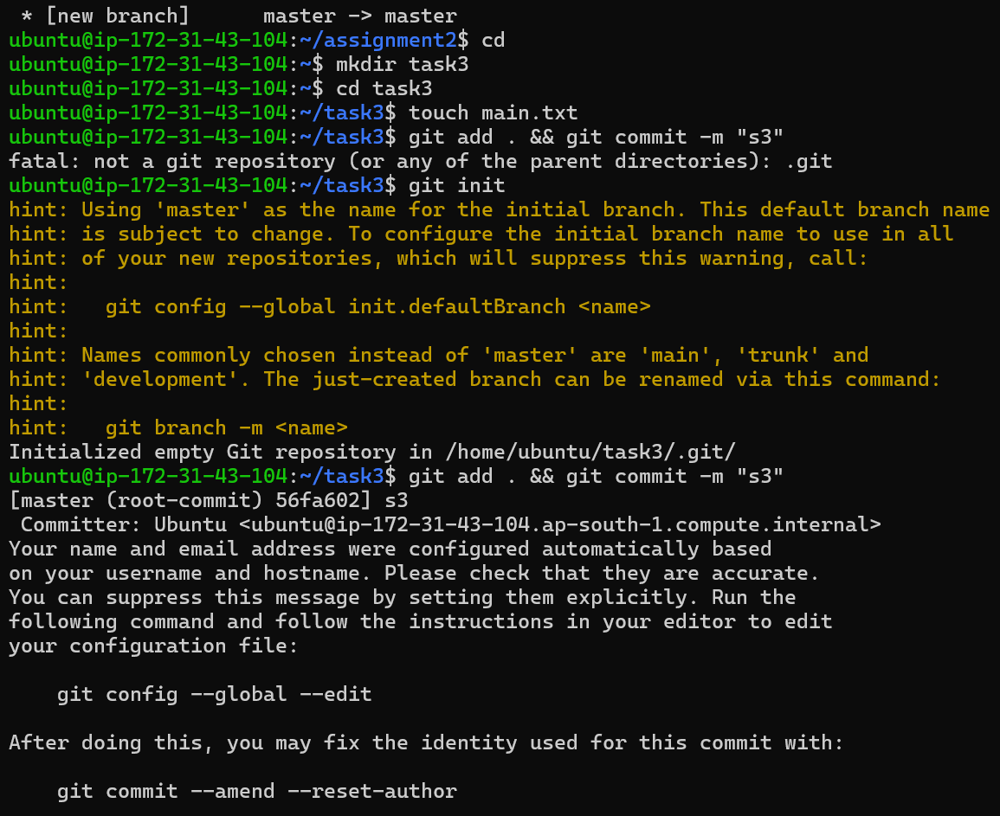 * [new branch]      master -> master
ubuntu@ip-172-31-43-104:~/assignment2$ cd
ubuntu@ip-172-31-43-104:~$ mkdir task3
ubuntu@ip-172-31-43-104:~$ cd task3
ubuntu@ip-172-31-43-104:~/task3$ touch main.txt
ubuntu@ip-172-31-43-104:~/task3$ git add . && git commit -m "s3"
fatal: not a git repository (or any of the parent directories): .git
ubuntu@ip-172-31-43-104:~/task3$ git init
hint: Using 'master' as the name for the initial branch. This default branch name
hint: is subject to change. To configure the initial branch name to use in all
hint: of your new repositories, which will suppress this warning, call:
hint:
hint:   git config --global init.defaultBranch <name>
hint:
hint: Names commonly chosen instead of 'master' are 'main', 'trunk' and
hint: 'development'. The just-created branch can be renamed via this command:
hint:
hint:   git branch -m <name>
Initialized empty Git repository in /home/ubuntu/task3/.git/
ubuntu@ip-172-31-43-104:~/task3$ git add . && git commit -m "s3"
[master (root-commit) 56fa602] s3
 Committer: Ubuntu <ubuntu@ip-172-31-43-104.ap-south-1.compute.internal>
Your name and email address were configured automatically based
on your username and hostname. Please check that they are accurate.
You can suppress this message by setting them explicitly. Run the
following command and follow the instructions in your editor to edit
your configuration file:

    git config --global --edit

After doing this, you may fix the identity used for this commit with:

    git commit --amend --reset-author